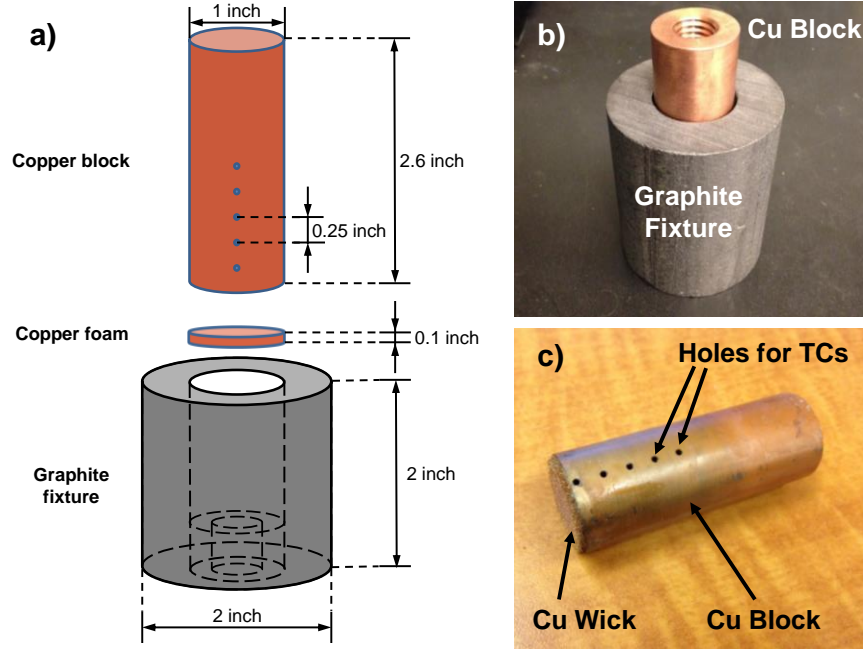 a)
1 inch
Copper block
2.6 inch
0.25 inch
Copper foam
0.1 inch
Graphite
fixture
2 inch
2 inch
b)
Cu Block
Graphite
Fixture
c)
Holes for TCs
Cu Wick
Cu Block